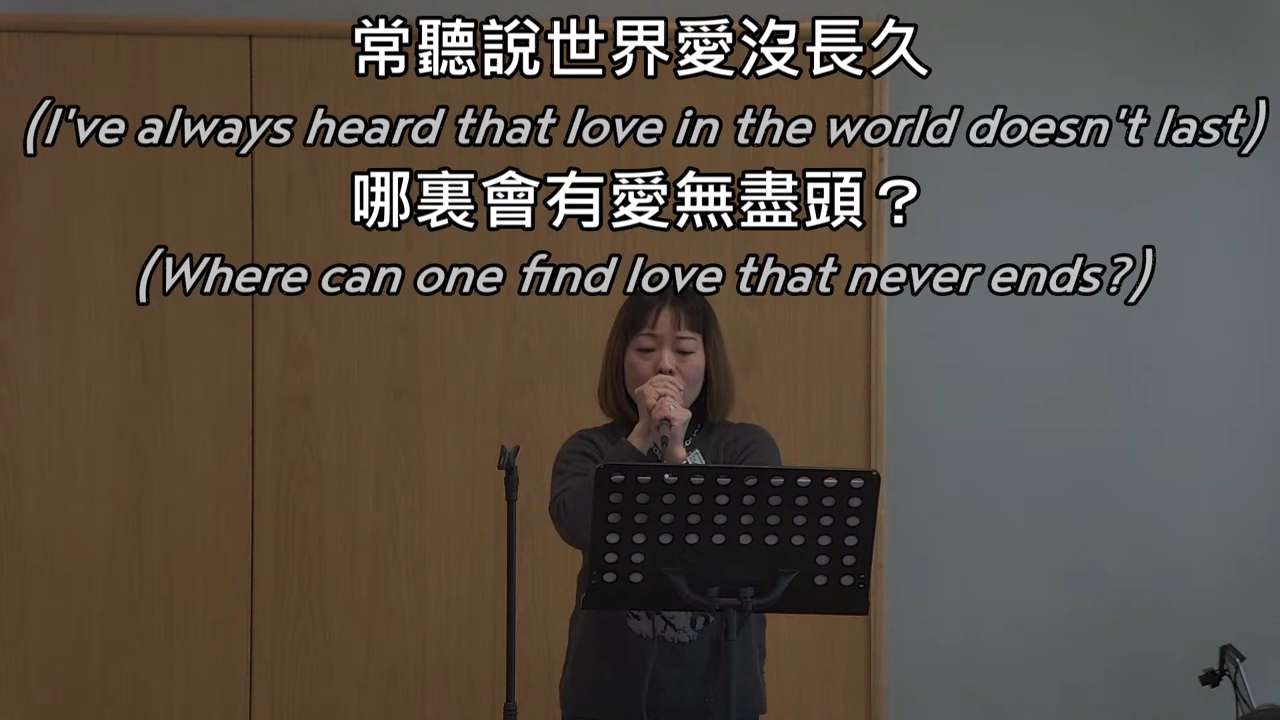 常聽說世界愛沒長久
(I've always heard that love in the world doesn't last)
哪裏會有愛無盡頭？
(Where can one find love that never ends?)